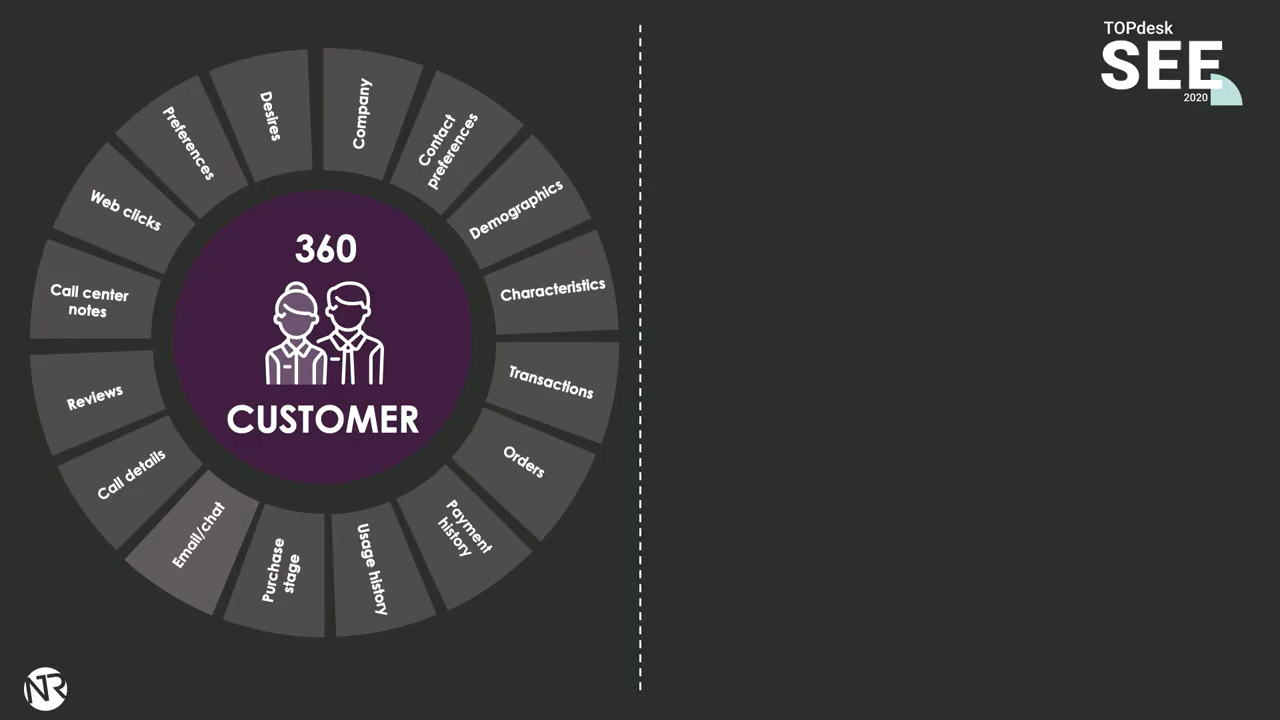 TOPdesk
SEE
2020
360
CUSTOMER
Company
Contact
preferences
Demographics
Characteristics
Transactions
Orders
Payment
history
Usage history
Purchase
stage
Email/chat
Call details
Reviews
Call center
notes
Web clicks
Preferences
Desires
NR